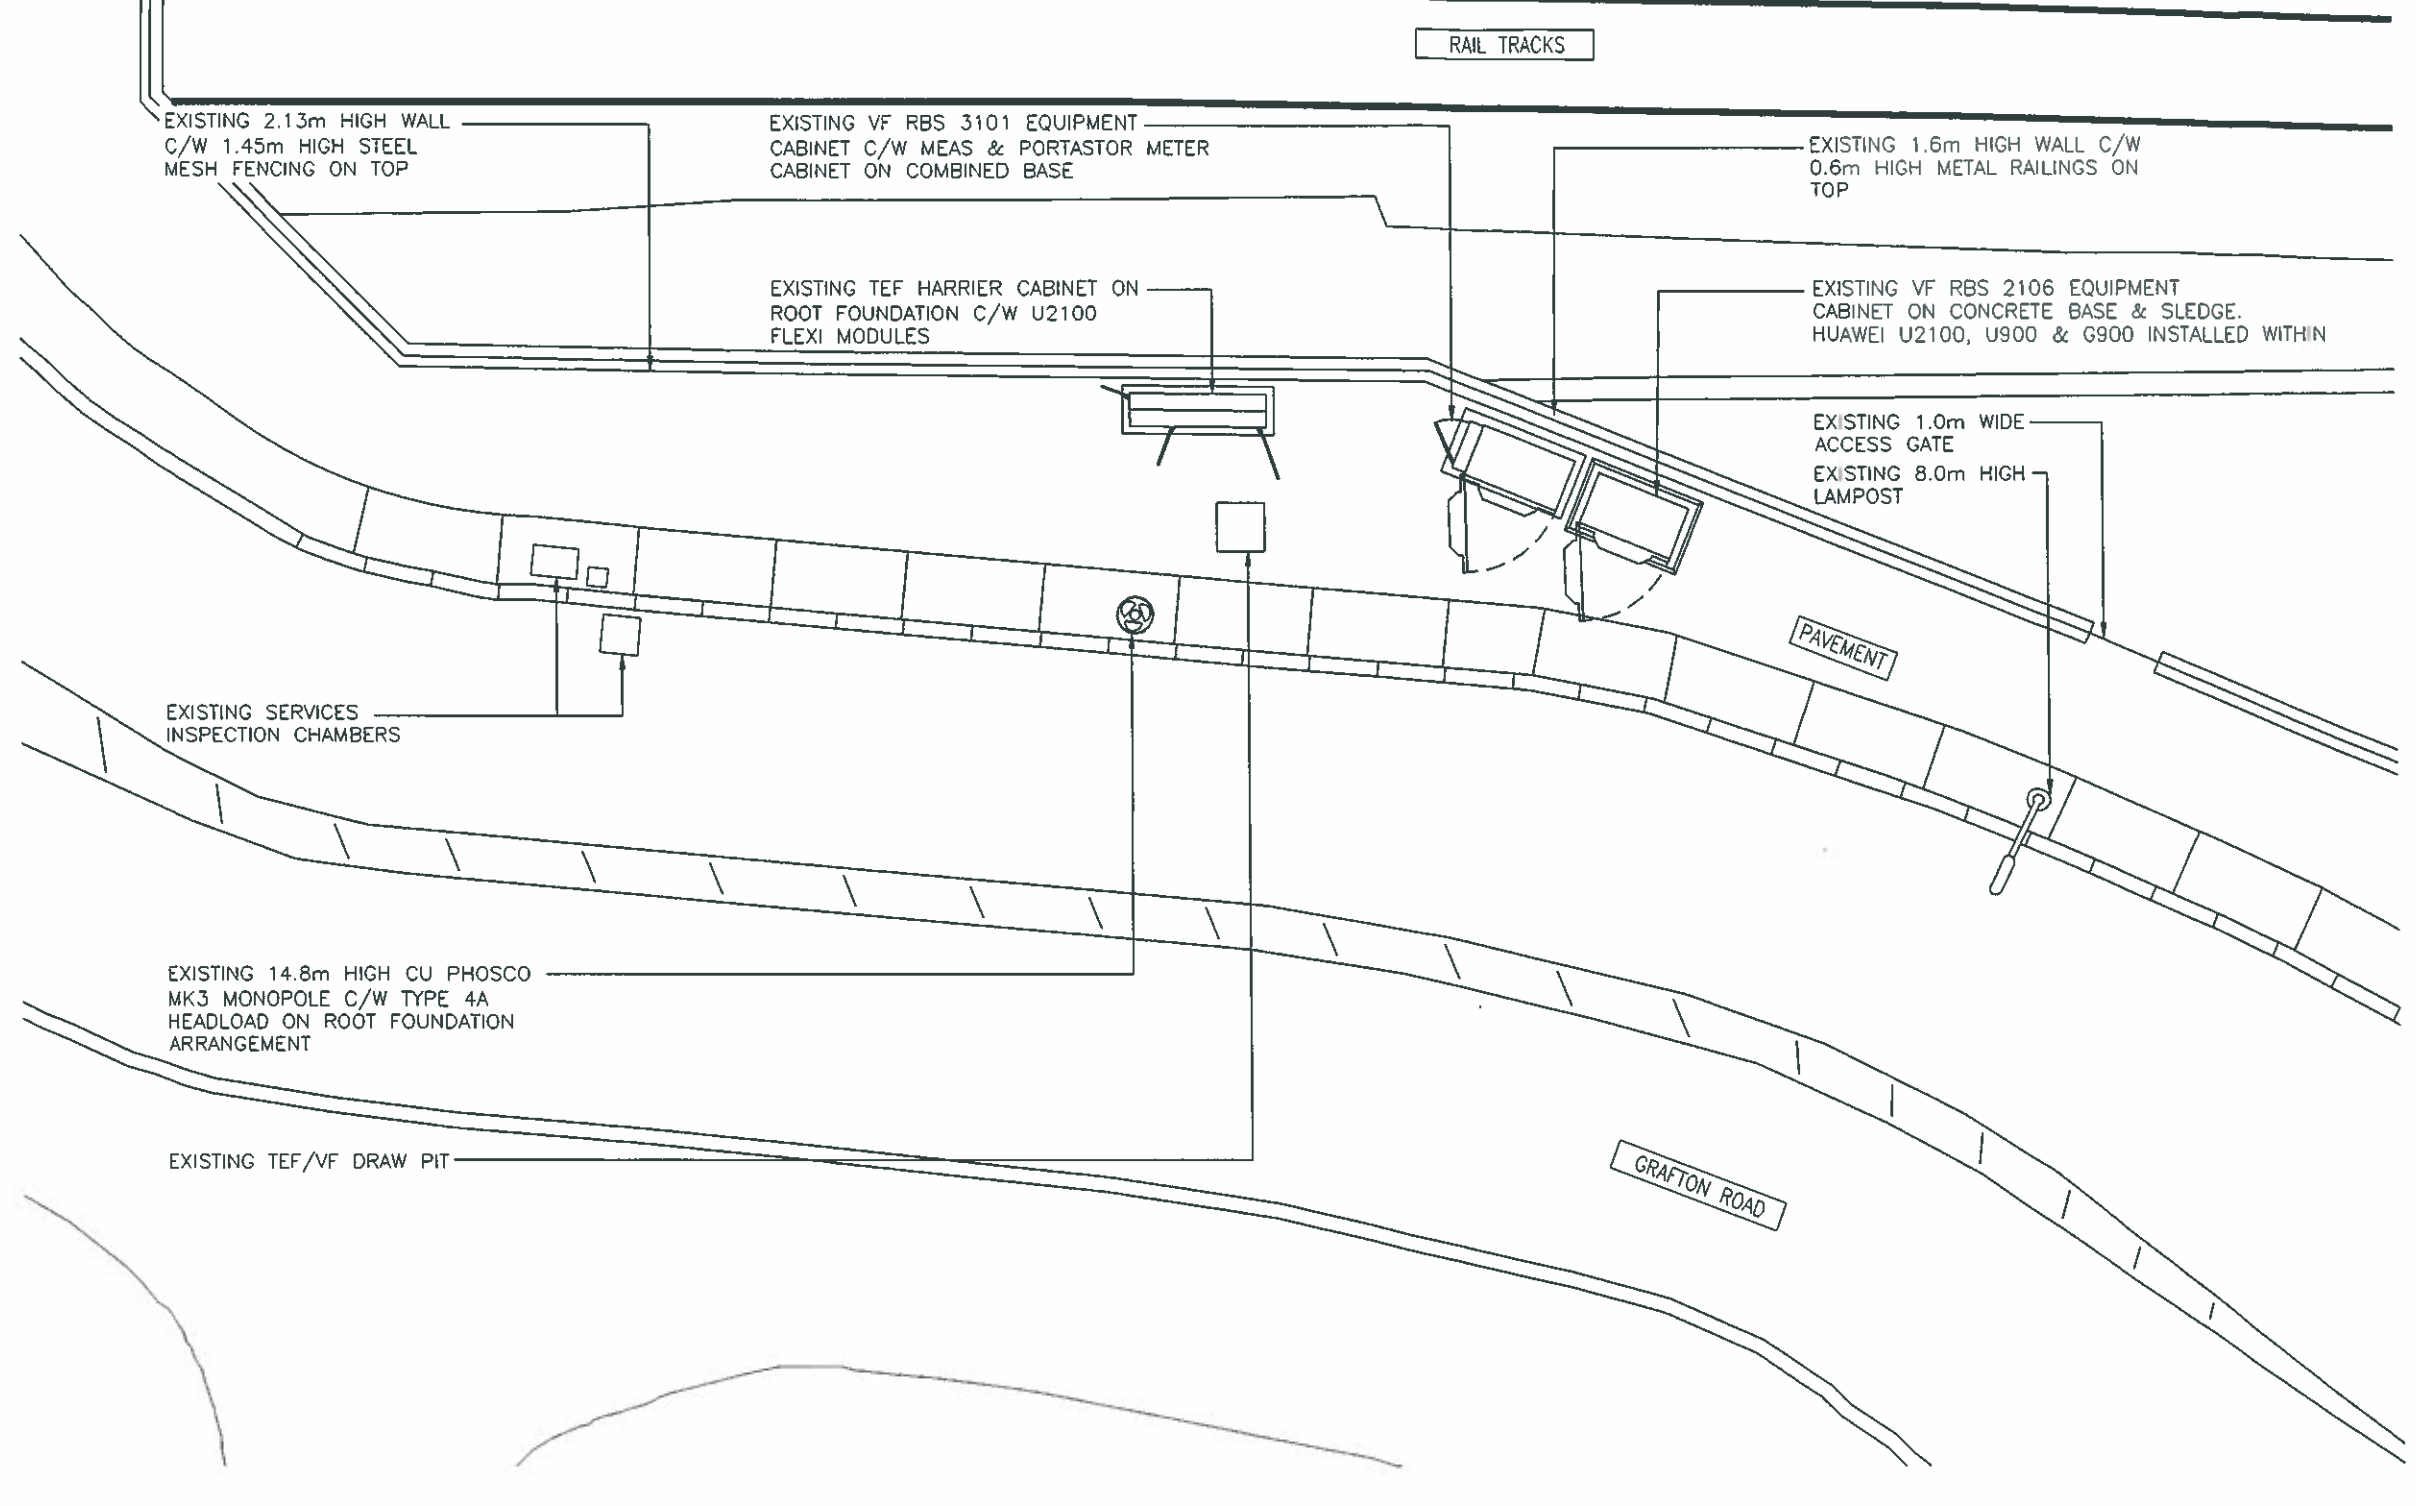 RAIL TRACKS
EXISTING 2.13m HIGH WALL
C/W 1.45m HIGH STEEL
MESH FENCING ON TOP
EXISTING VF RBS 3101 EQUIPMENT
CABINET C/W MEAS & PORTASTOR METER
CABINET ON COMBINED BASE
EXISTING 1.6m HIGH WALL C/W
0.6m HIGH METAL RAILINGS ON
TOP
EXISTING TEF HARRIER CABINET ON
ROOT FOUNDATION C/W U2100
FLEXI MODULES
EXISTING VF RBS 2106 EQUIPMENT
CABINET ON CONCRETE BASE & SLEDGE.
HUAWEI U2100, U900 & G900 INSTALLED WITHIN
EXISTING 1.0m WIDE
ACCESS GATE
EXISTING 8.0m HIGH
LAMPOST
PAVEMENT
EXISTING SERVICES
INSPECTION CHAMBERS
EXISTING 14.8m HIGH CU PHOSCO
MK3 MONOPOLE C/W TYPE 4A
HEADLOAD ON ROOT FOUNDATION
ARRANGEMENT
EXISTING TEF/VF DRAW PIT
GRAFTON ROAD